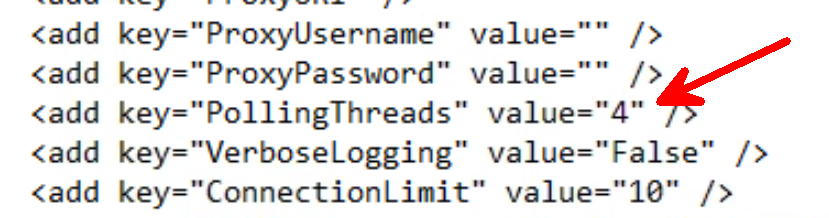 <add key="ProxyUsername" value="" />
<add key="ProxyPassword" value="" />
<add key="PollingThreads" value="4" />
<add key="VerboseLogging" value="False" />
<add key="ConnectionLimit" value="10" />